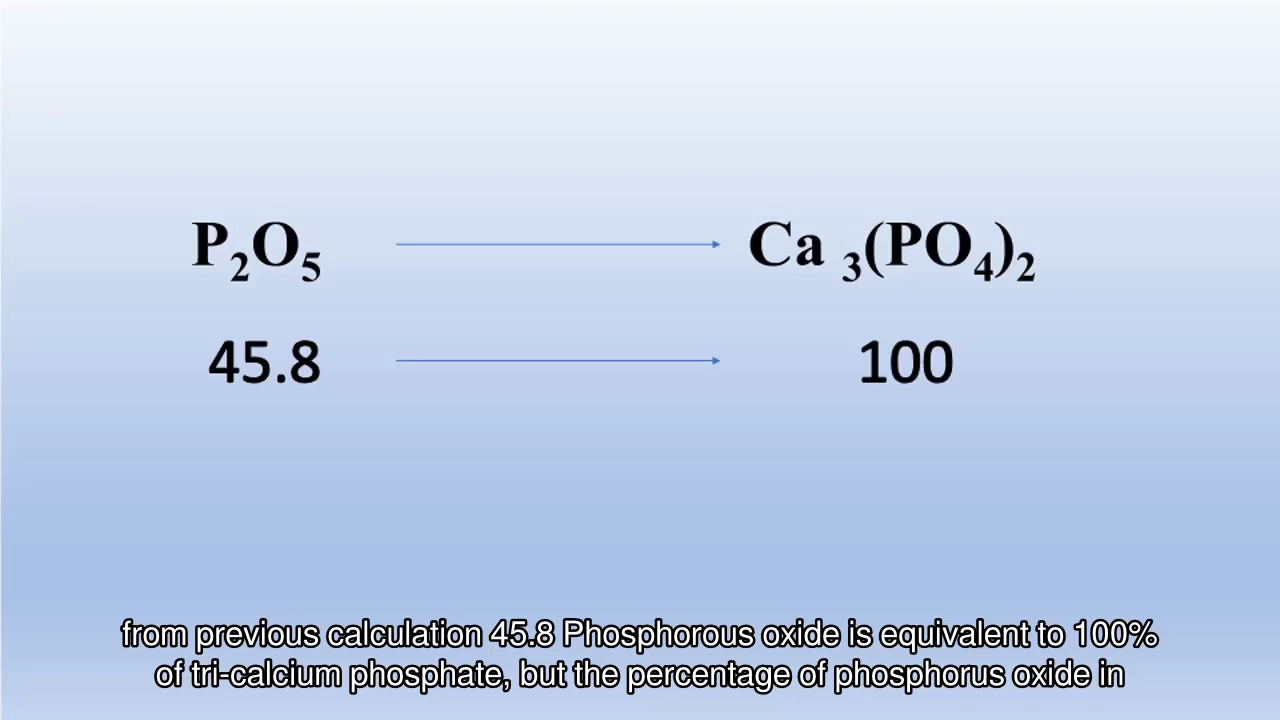 P₂O₅ Ca ₃(PO₄)₂
45.8 100
from previous calculation 45.8 Phosphorous oxide is equivalent to 100%
of tri-calcium phosphate, but the percentage of phosphorus oxide in